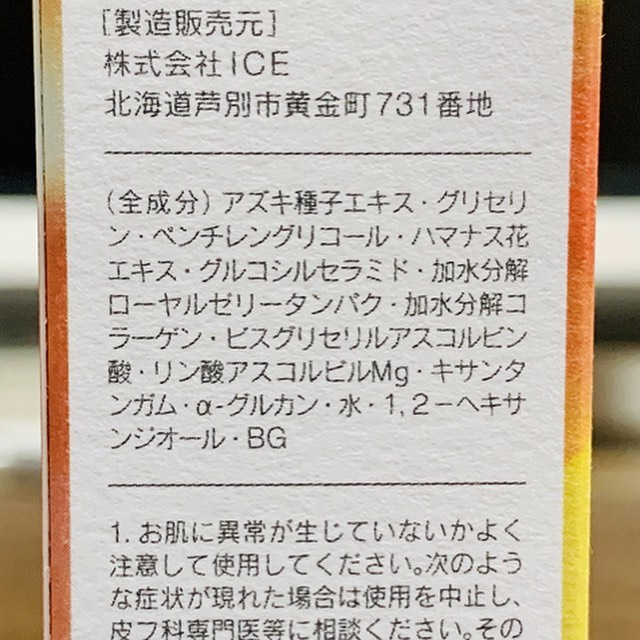 [製造販売元]
株式会社ICE
北海道芦別市黄金町731番地
(全成分)アズキ種子エキス・グリセリ
ン・ペンチレングリコール・ハマナス花
エキス・グルコシルセラミド・加水分解
ローヤルゼリータンパク・加水分解コ
ラーゲン・ビスグリセリルアスコルビン
酸・リン酸アスコルビルMg・キサンタ
ンガム・α-グルカン・水・1,2－ヘキサ
ンジオール・BG
1. お肌に異常が生じていないかよく
注意して使用してください。次のよう
な症状が現れた場合は使用を中止し、
皮フ科専門医等に相談ください。その